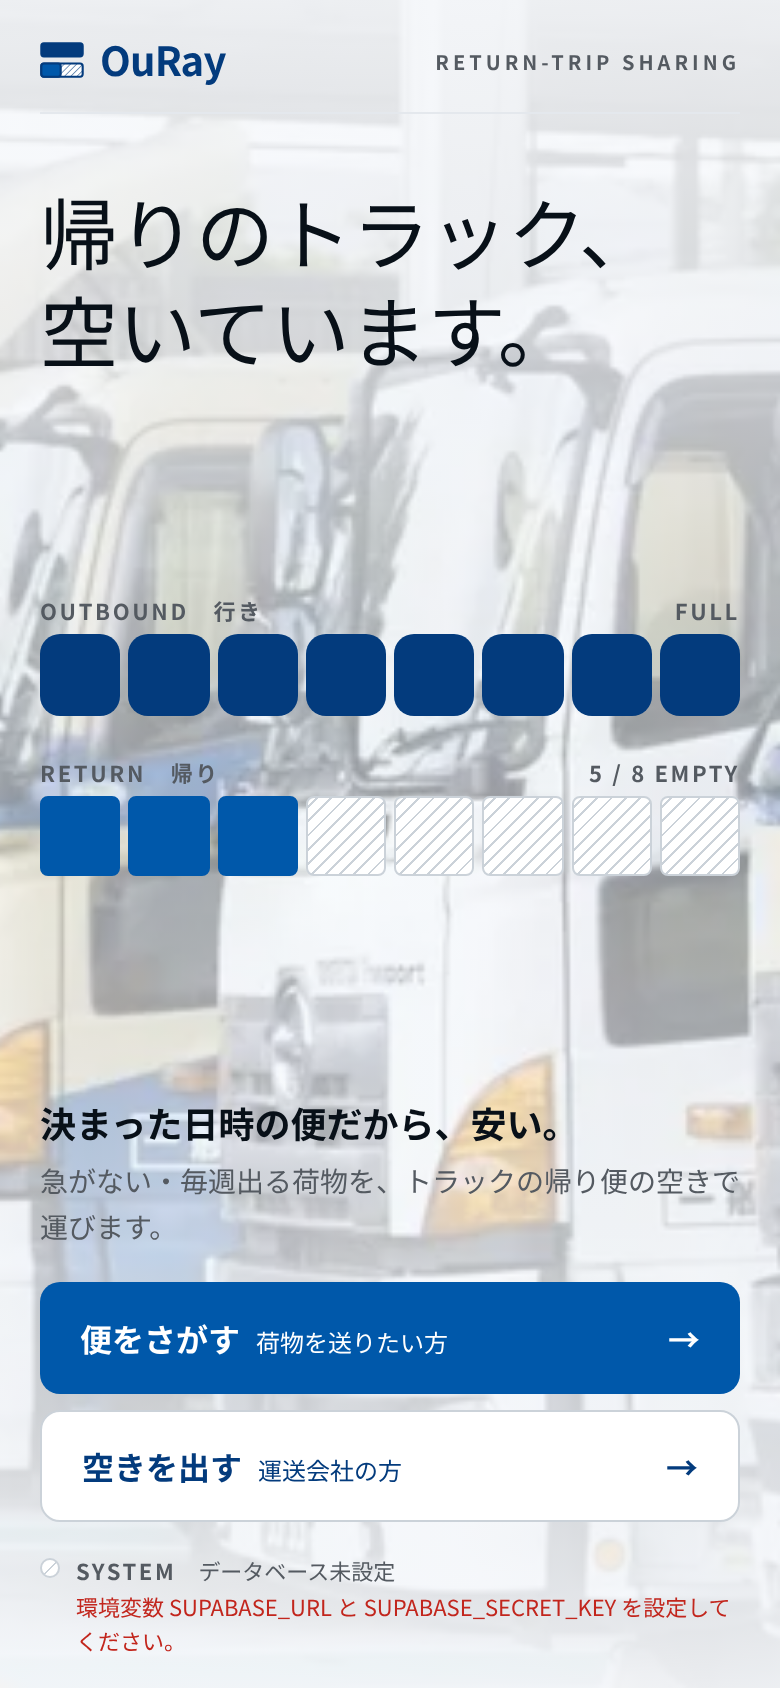 OuRay
RETURN-TRIP SHARING
帰りのトラック、
空いています。
OUTBOUND 行き
FULL
RETURN 帰り
5 / 8 EMPTY
決まった日時の便だから、安い。
急がない・毎週出る荷物を、トラックの帰り便の空きで
運びます。
便をさがす 荷物を送りたい方 →
空きを出す 運送会社の方 →
SYSTEM データベース未設定
環境変数 SUPABASE_URL と SUPABASE_SECRET_KEY を設定して
ください。